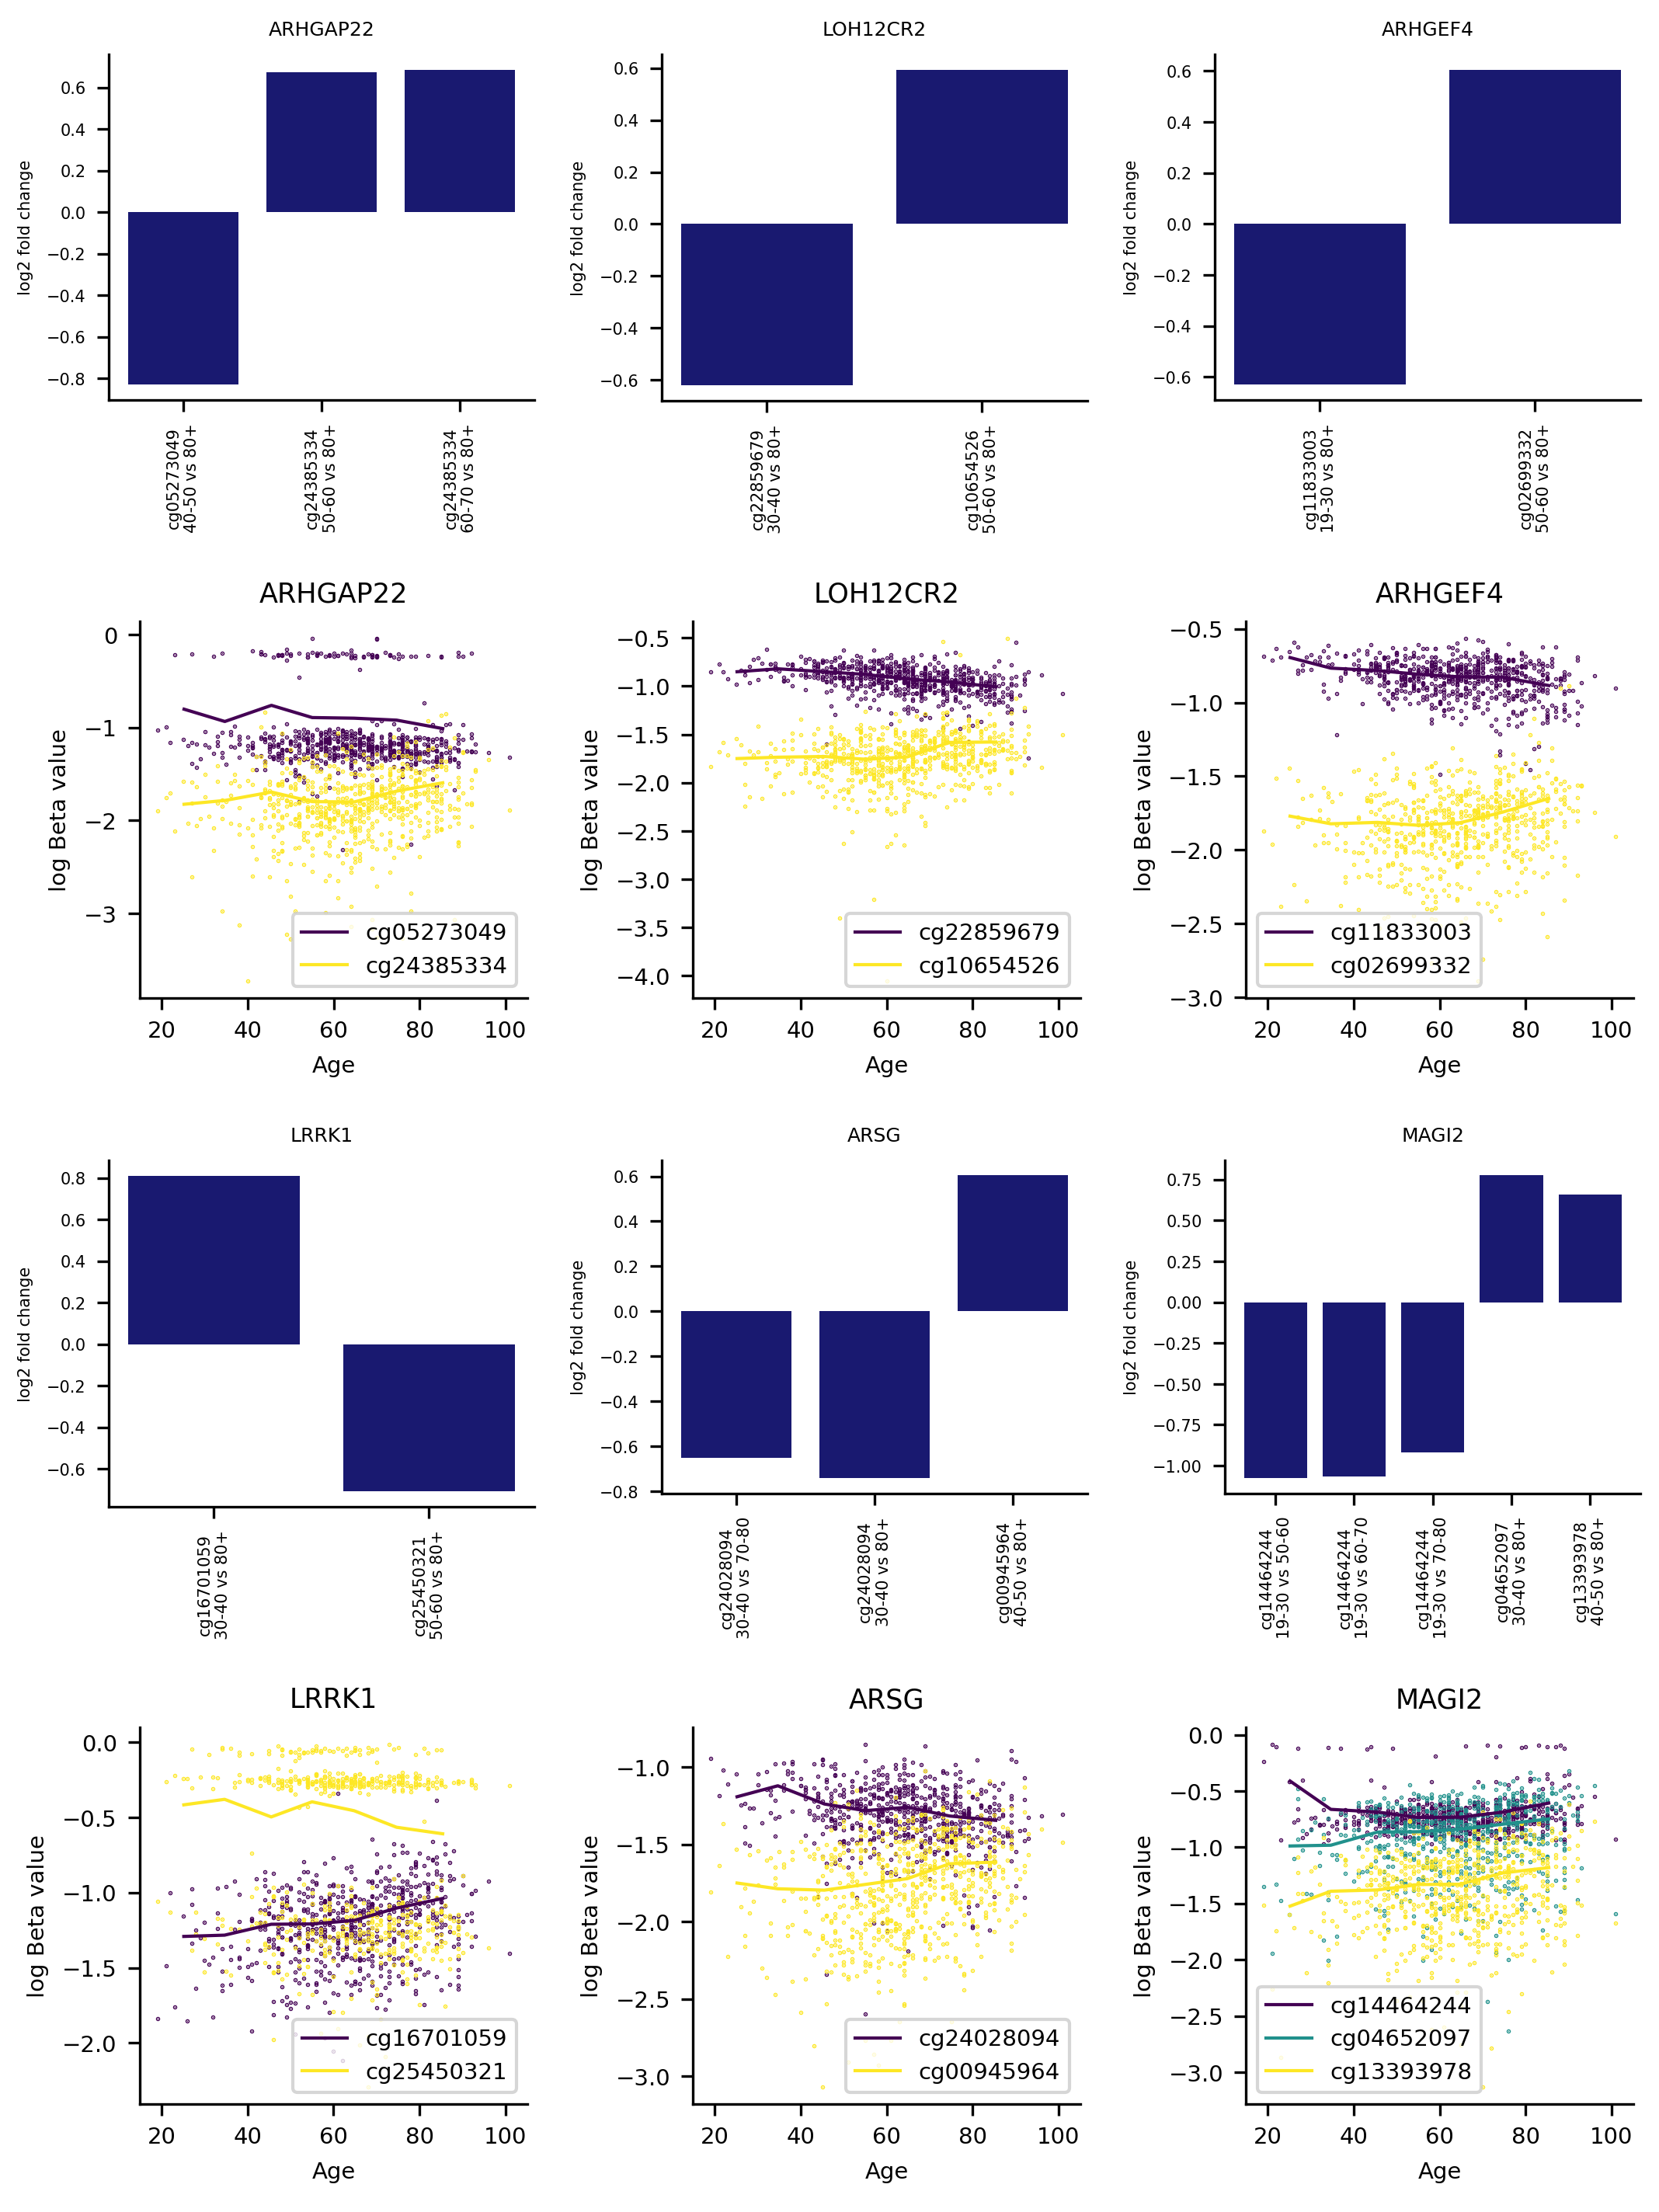 ARHGAP22
LOH12CR2
ARHGEF4
log2 fold change
0.6
0.4
0.2
0.0
−0.2
−0.4
−0.6
−0.8
cg05273049
40-50 vs 80+
cg24385334
50-60 vs 80+
cg24385334
60-70 vs 80+
log2 fold change
0.6
0.4
0.2
0.0
−0.2
−0.4
−0.6
cg22859679
30-40 vs 80+
cg10654526
50-60 vs 80+
log2 fold change
0.6
0.4
0.2
0.0
−0.2
−0.4
−0.6
cg11833003
19-30 vs 80+
cg02699332
50-60 vs 80+
ARHGAP22
LOH12CR2
ARHGEF4
log Beta value
0
−1
−2
−3
cg05273049
cg24385334
20 40 60 80 100
Age
log Beta value
−0.5
−1.0
−1.5
−2.0
−2.5
−3.0
−3.5
−4.0
cg22859679
cg10654526
20 40 60 80 100
Age
log Beta value
−0.5
−1.0
−1.5
−2.0
−2.5
−3.0
cg11833003
cg02699332
20 40 60 80 100
Age
LRRK1
ARSG
MAGI2
log2 fold change
0.8
0.6
0.4
0.2
0.0
−0.2
−0.4
−0.6
cg16701059
30-40 vs 80+
cg25450321
50-60 vs 80+
log2 fold change
0.6
0.4
0.2
0.0
−0.2
−0.4
−0.6
−0.8
cg24028094
30-40 vs 70-80
cg24028094
30-40 vs 80+
cg00945964
40-50 vs 80+
log2 fold change
0.75
0.50
0.25
0.00
−0.25
−0.50
−0.75
−1.00
cg14464244
19-30 vs 50-60
cg14464244
19-30 vs 60-70
cg14464244
19-30 vs 70-80
cg04652097
30-40 vs 80+
cg13393978
40-50 vs 80+
LRRK1
ARSG
MAGI2
log Beta value
0.0
−0.5
−1.0
−1.5
−2.0
cg16701059
cg25450321
20 40 60 80 100
Age
log Beta value
−1.0
−1.5
−2.0
−2.5
−3.0
cg24028094
cg00945964
20 40 60 80 100
Age
log Beta value
0.0
−0.5
−1.0
−1.5
−2.0
−2.5
−3.0
cg14464244
cg04652097
cg13393978
20 40 60 80 100
Age